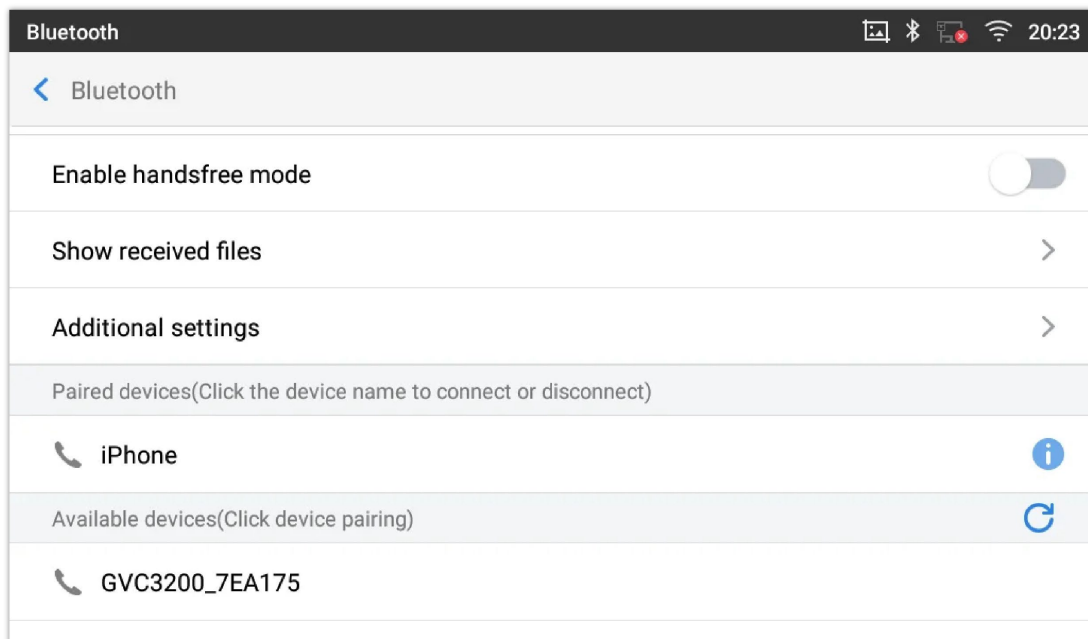 Bluetooth 20:23
Bluetooth
Enable handsfree mode
Show received files
Additional settings
Paired devices(Click the device name to connect or disconnect)
iPhone
Available devices(Click device pairing)
GVC3200_7EA175